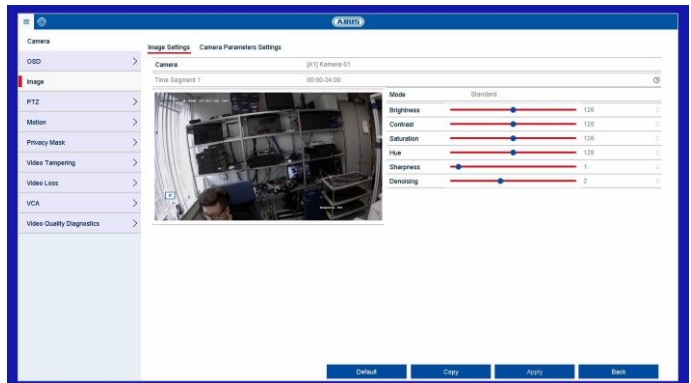 ABUS
Camera
OSD
Image
PTZ
Motion
Privacy Mask
Video Tampering
Video Loss
VCA
Video Quality Diagnostics
Image Settings Camera Parameters Settings
Camera [A1] Kamera 01
Time Segment 1 00:00-24:00
Mode Standard
Brightness 128
Contrast 128
Saturation 128
Hue 128
Sharpness 1
Denoising 2
Default Copy Apply Back